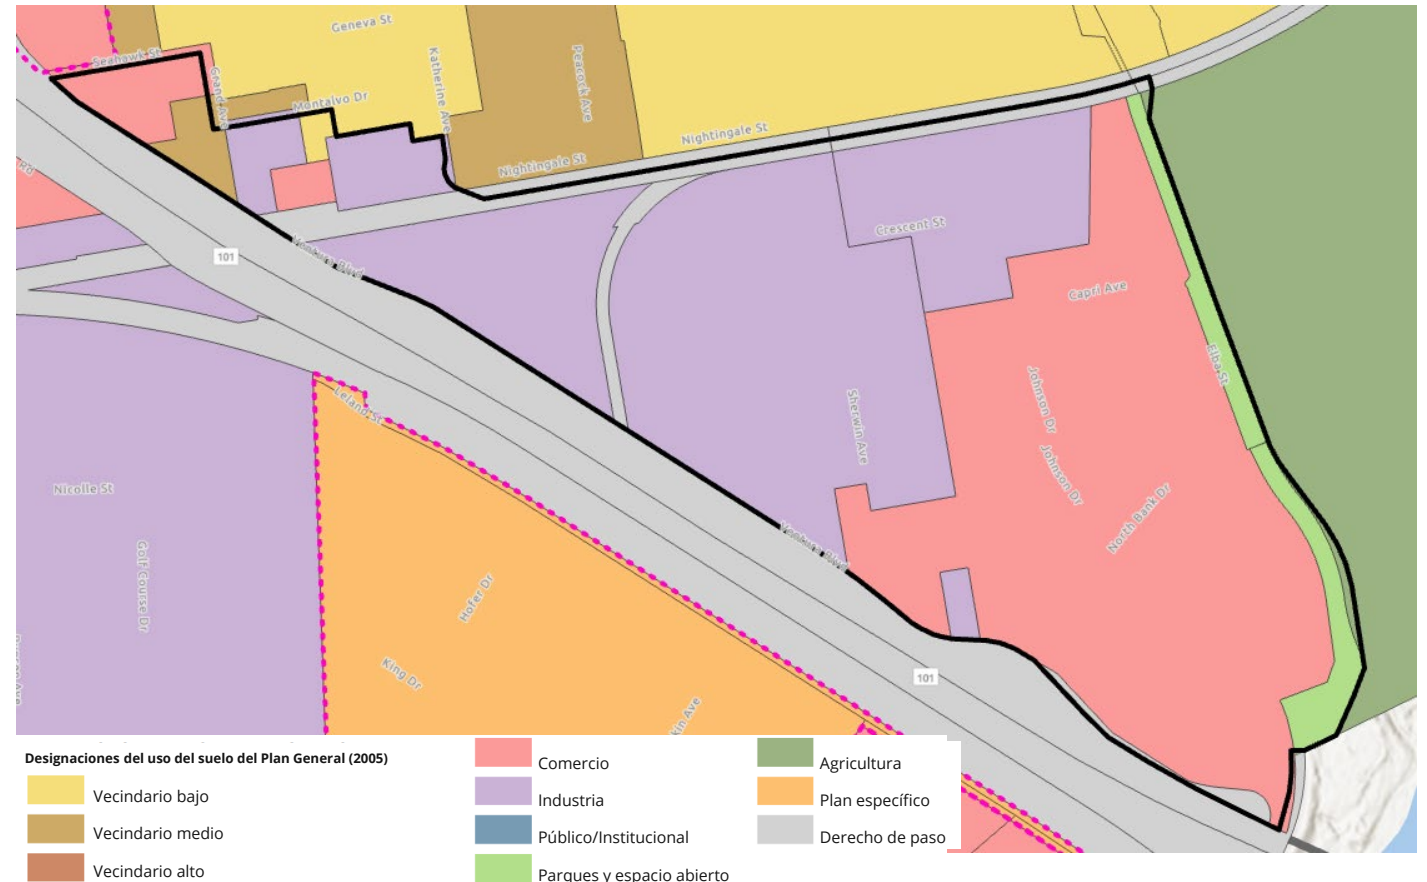 Geneva St
Seahawk St
Grand Ave
Katherine Ave
Peacock Ave
Montalvo Dr
Nightingale St
Nightingale St
Rd
Crescent St
101
Ventura Blvd
Capri Ave
Elba St
Leland St
Johnson Dr
Sherwin Ave
Johnson Dr
Nicolle St
North Bank Dr
Ventura Blvd
Golf Course Dr
Hofer Dr
King Dr
101
kin Ave
Designaciones del uso del suelo del Plan General (2005)
Vecindario bajo
Vecindario medio
Vecindario alto
Comercio
Industria
Público/Institucional
Parques y espacio abierto
Agricultura
Plan específico
Derecho de paso